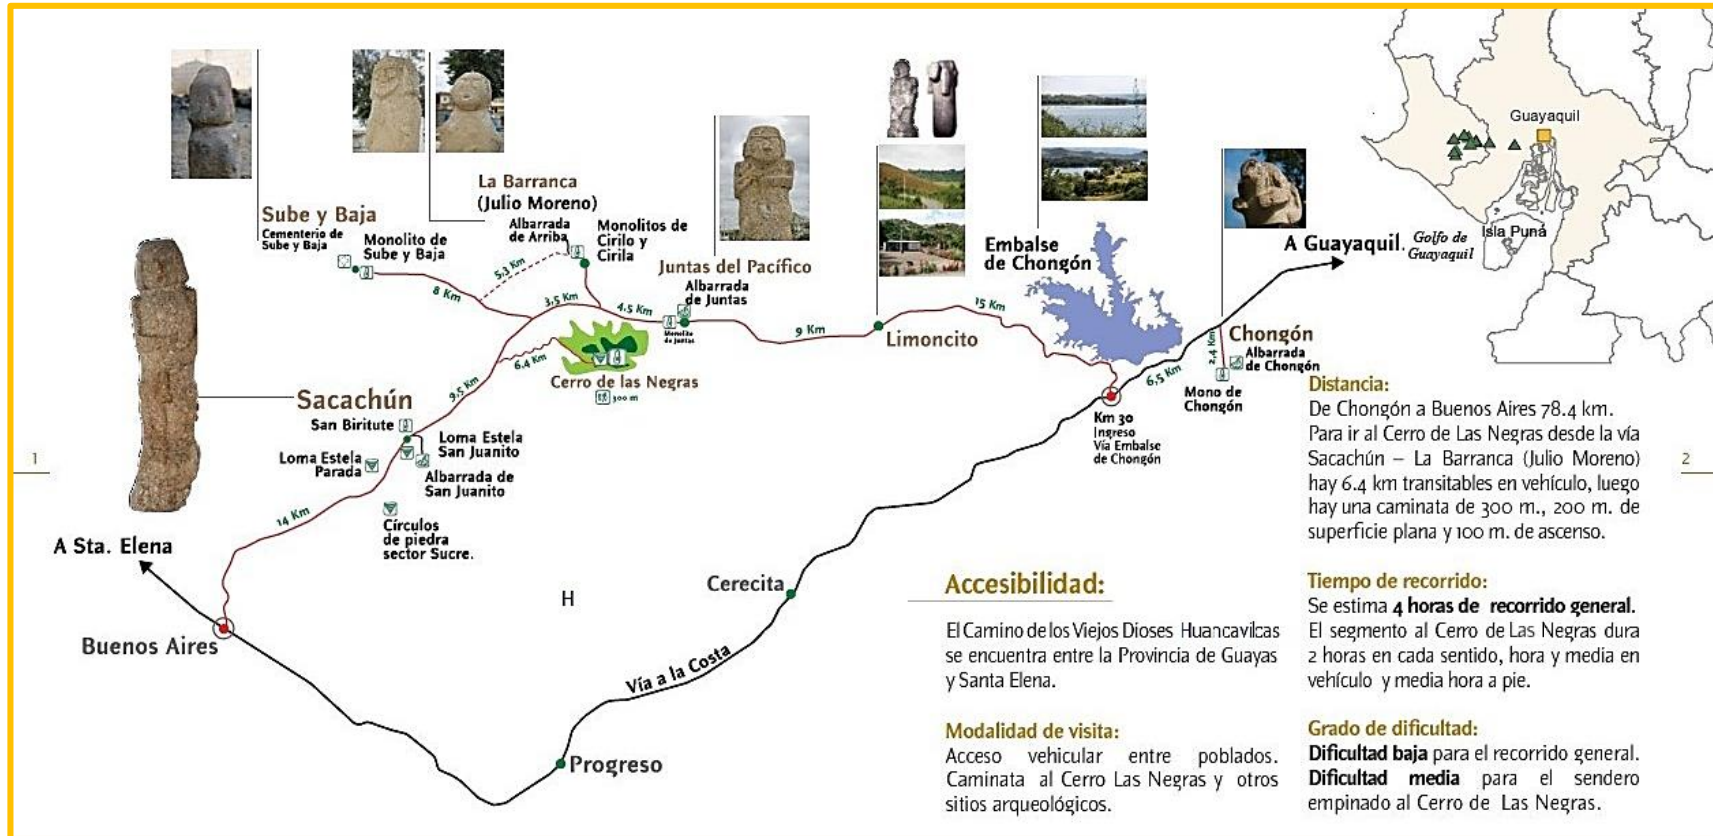 Sube y Baja
Cementerio de
Sube y Baja
Monolito de
Sube y Baja
8 Km
5.3 Km
La Barranca
(Julio Moreno)
Albarrada
de Arriba
Monolitos de
Cirilo y
Cirila
3.5 Km
4.5 Km
Juntas del Pacífico
Albarrada
de Juntas
Monolito
de Juntas
9 Km
Limoncito
15 Km
Embalse
de Chongón
A Guayaquil.
Golfo de
Guayaquil
Guayaquil
Isla Puná
Chongón
Albarrada
de Chongón
2,4 Km
Mono de
Chongón
6,5 Km
Km 30
Ingreso
Vía Embalse
de Chongón
6.4 Km
Cerro de las Negras
300 m
9,5 Km
Sacachún
San Biritute
Loma Estela
San Juanito
Loma Estela
Parada
Albarrada de
San Juanito
14 Km
Círculos
de piedra
sector Sucre.
A Sta. Elena
Buenos Aires
H
Cerecita
Vía a la Costa
Progreso
1
2
Accesibilidad:
El Camino de los Viejos Dioses Huancavilcas
se encuentra entre la Provincia de Guayas
y Santa Elena.
Modalidad de visita:
Acceso vehicular entre poblados.
Caminata al Cerro Las Negras y otros
sitios arqueológicos.
Distancia:
De Chongón a Buenos Aires 78.4 km.
Para ir al Cerro de Las Negras desde la vía
Sacachún – La Barranca (Julio Moreno)
hay 6.4 km transitables en vehículo, luego
hay una caminata de 300 m., 200 m. de
superficie plana y 100 m. de ascenso.
Tiempo de recorrido:
Se estima 4 horas de recorrido general.
El segmento al Cerro de Las Negras dura
2 horas en cada sentido, hora y media en
vehículo y media hora a pie.
Grado de dificultad:
Dificultad baja para el recorrido general.
Dificultad media para el sendero
empinado al Cerro de Las Negras.